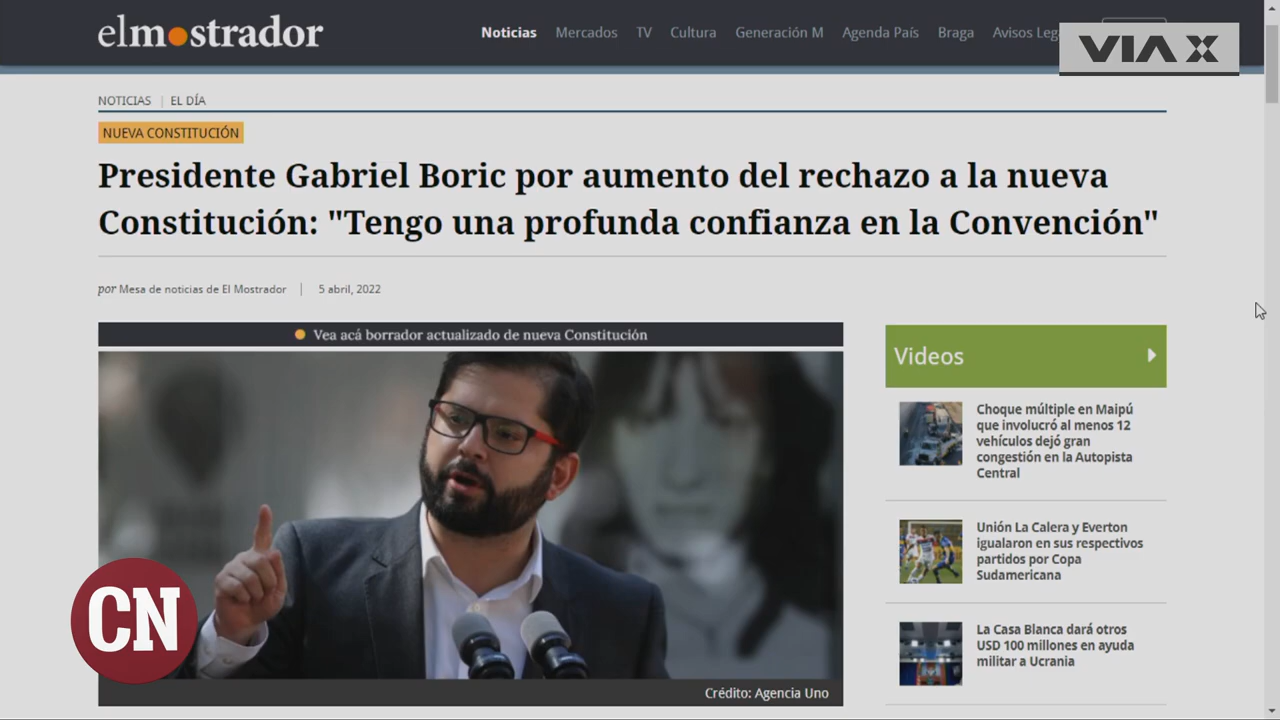 elmostrador
Noticias Mercados TV Cultura Generación M Agenda País Braga Avisos Lega
VIA X
NOTICIAS | EL DÍA
NUEVA CONSTITUCIÓN
Presidente Gabriel Boric por aumento del rechazo a la nueva
Constitución: "Tengo una profunda confianza en la Convención"
por Mesa de noticias de El Mostrador | 5 abril, 2022
Vea acá borrador actualizado de nueva Constitución
CN
Crédito: Agencia Uno
Videos
Choque múltiple en Maipú
que involucró al menos 12
vehículos dejó gran
congestión en la Autopista
Central
Unión La Calera y Everton
igualaron en sus respectivos
partidos por Copa
Sudamericana
La Casa Blanca dará otros
USD 100 millones en ayuda
militar a Ucrania